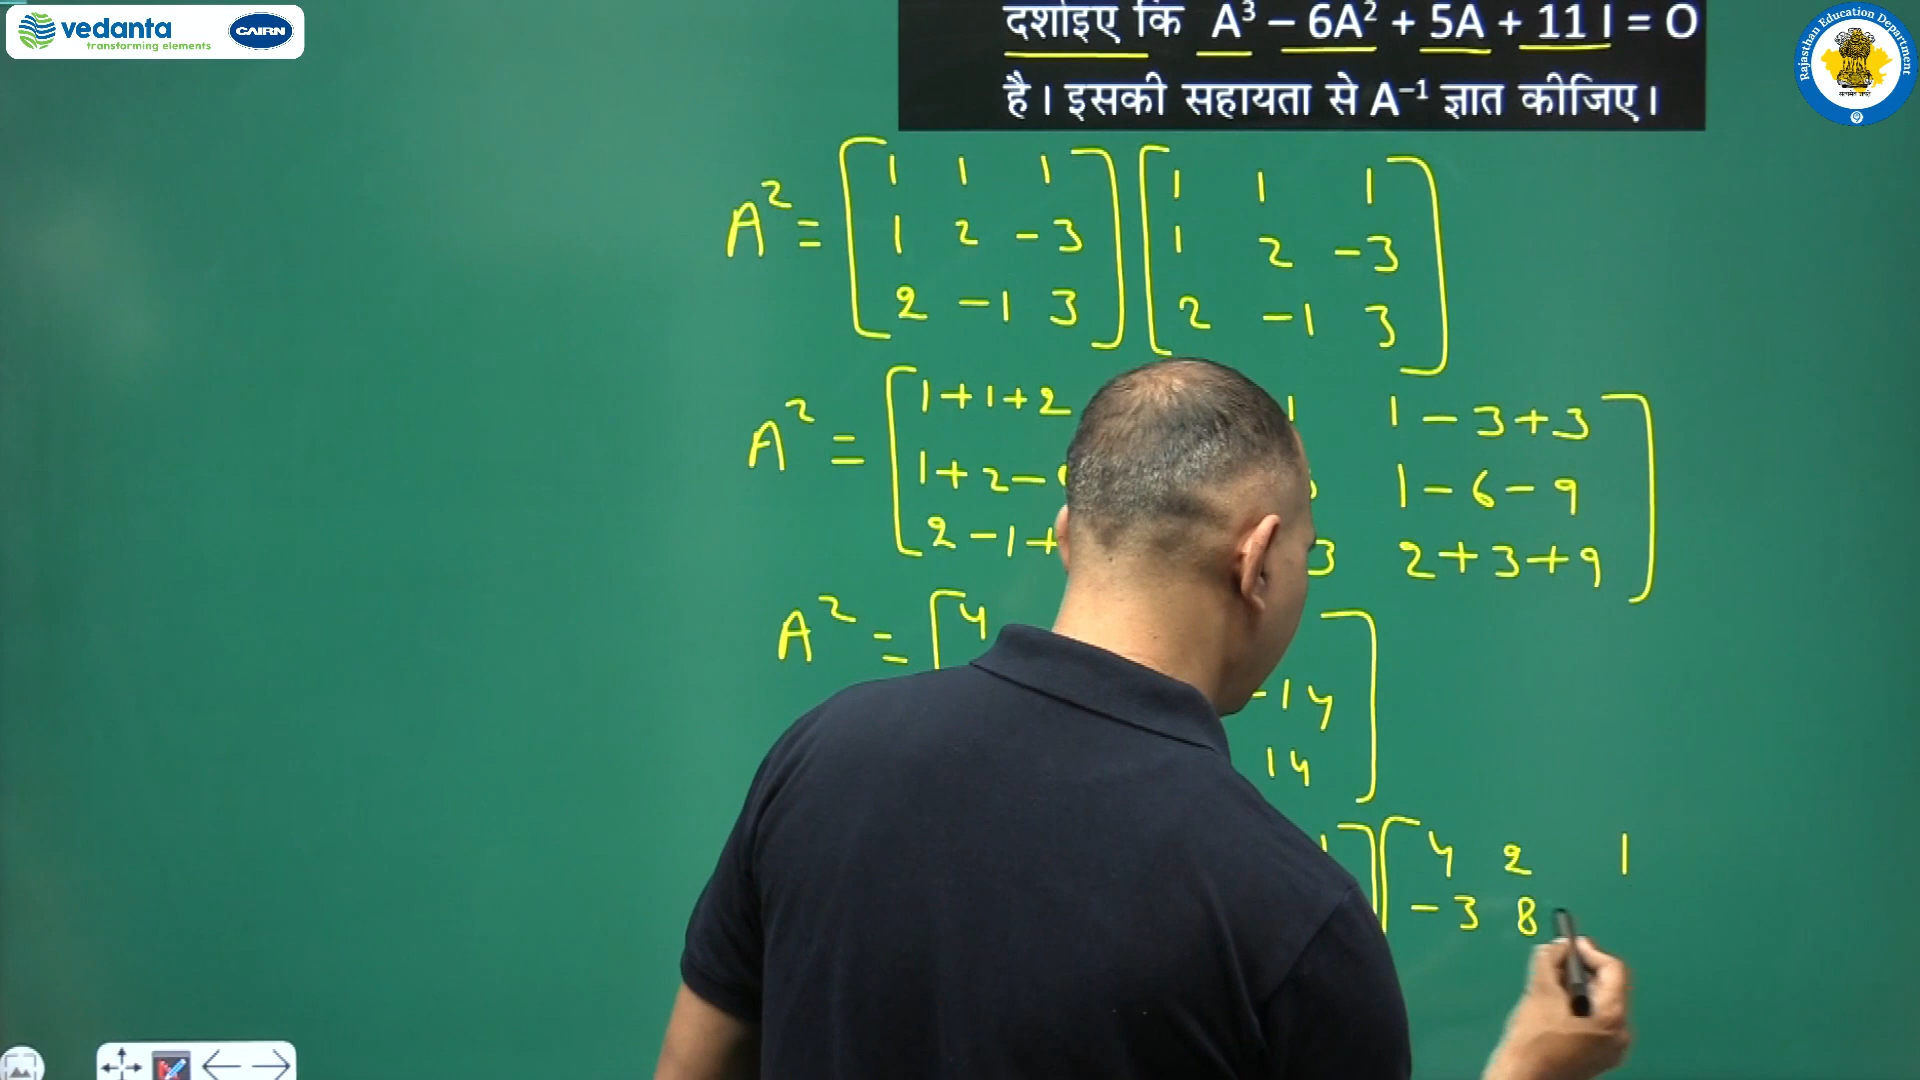 vedanta
transforming elements
CAIRN
दर्शाइए कि A³ – 6A² + 5A + 11 I = O
है। इसकी सहायता से A⁻¹ ज्ञात कीजिए।
Rajasthan Education Department
A² = [ 1 1 1 ] [ 1 1 1 ]
1 2 -3 1 2 -3
2 -1 3 2 -1 3
A² = [ 1+1+2 1 1-3+3 ]
1+2- 1-6-9
2-1+ 3 2+3+9
A² = [ 4 ]
-14
14
] [ 4 2 1
-3 8